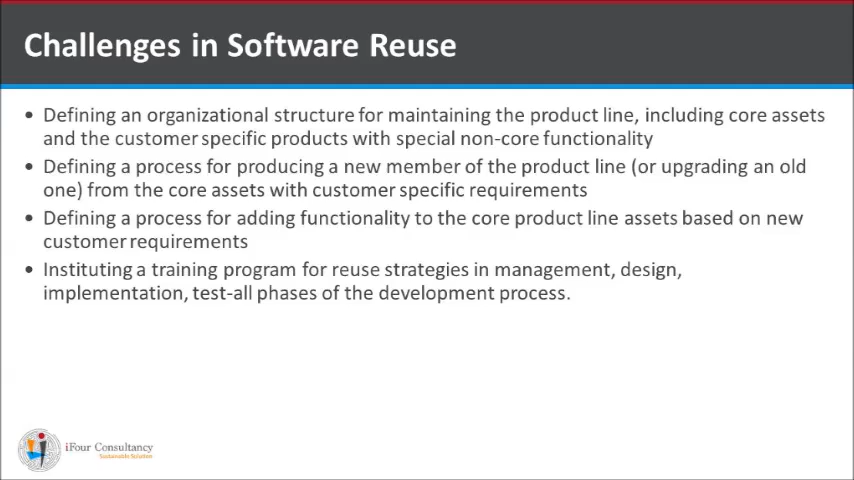 Challenges in Software Reuse
• Defining an organizational structure for maintaining the product line, including core assets
and the customer specific products with special non-core functionality
• Defining a process for producing a new member of the product line (or upgrading an old
one) from the core assets with customer specific requirements
• Defining a process for adding functionality to the core product line assets based on new
customer requirements
• Instituting a training program for reuse strategies in management, design,
implementation, test-all phases of the development process.
iFour Consultancy
Sustainable Solution